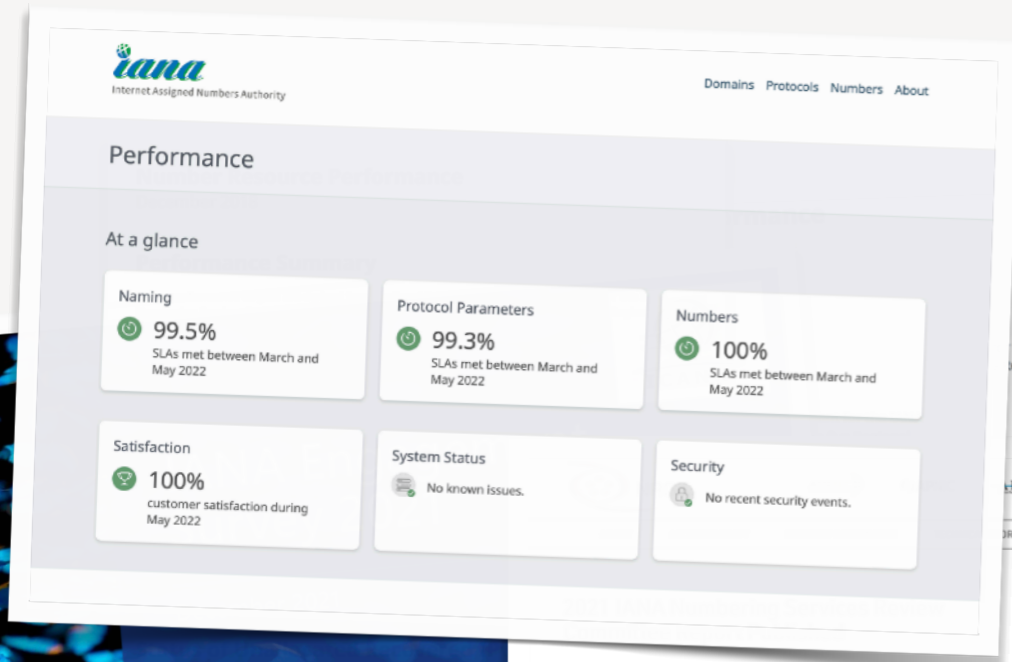 iana
Internet Assigned Numbers Authority
Domains Protocols Numbers About
Performance
At a glance
Naming
99.5%
SLAs met between March and
May 2022
Protocol Parameters
99.3%
SLAs met between March and
May 2022
Numbers
100%
SLAs met between March and
May 2022
Satisfaction
100%
customer satisfaction during
May 2022
System Status
No known issues.
Security
No recent security events.